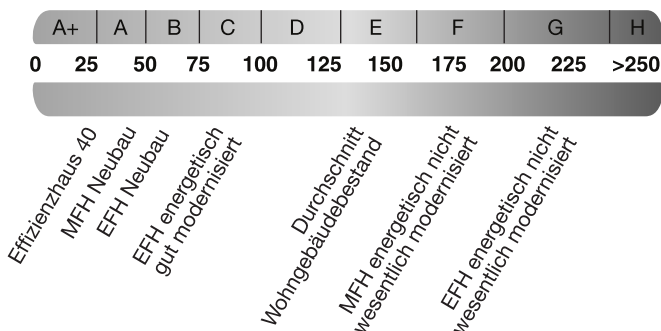 A+ A B C D E F G H
0 25 50 75 100 125 150 175 200 225 >250
Effizienzhaus 40
MFH Neubau
EFH Neubau
EFH energetisch
gut modernisiert
Durchschnitt
Wohngebäudebestand
MFH energetisch nicht
wesentlich modernisiert
EFH energetisch nicht
wesentlich modernisiert